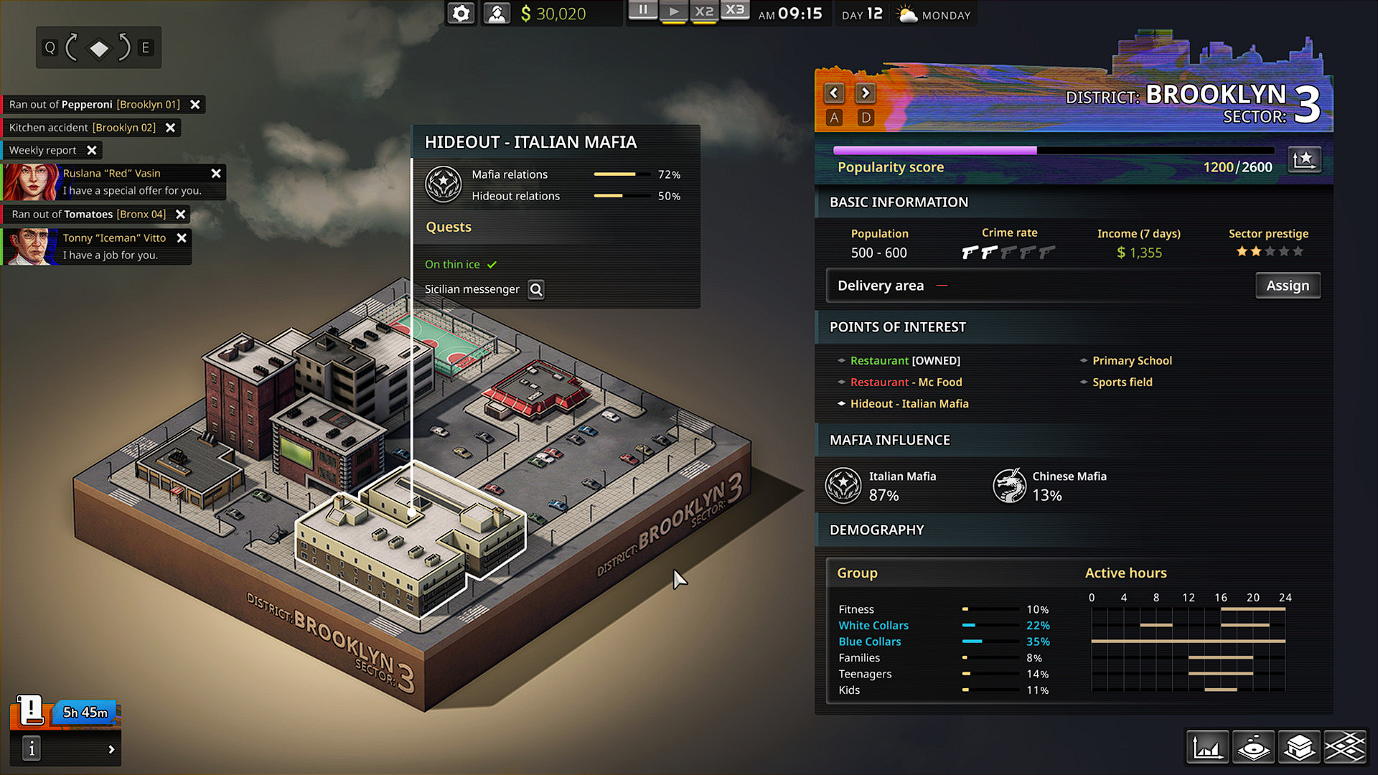 $ 30,020
X2
X3
AM 09:15
DAY 12
MONDAY
Q
E
Ran out of Pepperoni [Brooklyn 01]
Kitchen accident [Brooklyn 02]
Weekly report
Ruslana “Red” Vasin
I have a special offer for you.
Ran out of Tomatoes [Bronx 04]
Tonny “Iceman” Vitto
I have a job for you.
HIDEOUT - ITALIAN MAFIA
Mafia relations 72%
Hideout relations 50%
Quests
On thin ice
Sicilian messenger
DISTRICT: BROOKLYN
SECTOR: 3
DISTRICT: BROOKLYN
SECTOR: 3
5h 45m
i
A D
DISTRICT: BROOKLYN
SECTOR: 3
Popularity score 1200/2600
BASIC INFORMATION
Population Crime rate Income (7 days) Sector prestige
500 - 600 $ 1,355
Delivery area — Assign
POINTS OF INTEREST
Restaurant [OWNED] Primary School
Restaurant - Mc Food Sports field
Hideout - Italian Mafia
MAFIA INFLUENCE
Italian Mafia Chinese Mafia
87% 13%
DEMOGRAPHY
Group Active hours
0 4 8 12 16 20 24
Fitness 10%
White Collars 22%
Blue Collars 35%
Families 8%
Teenagers 14%
Kids 11%